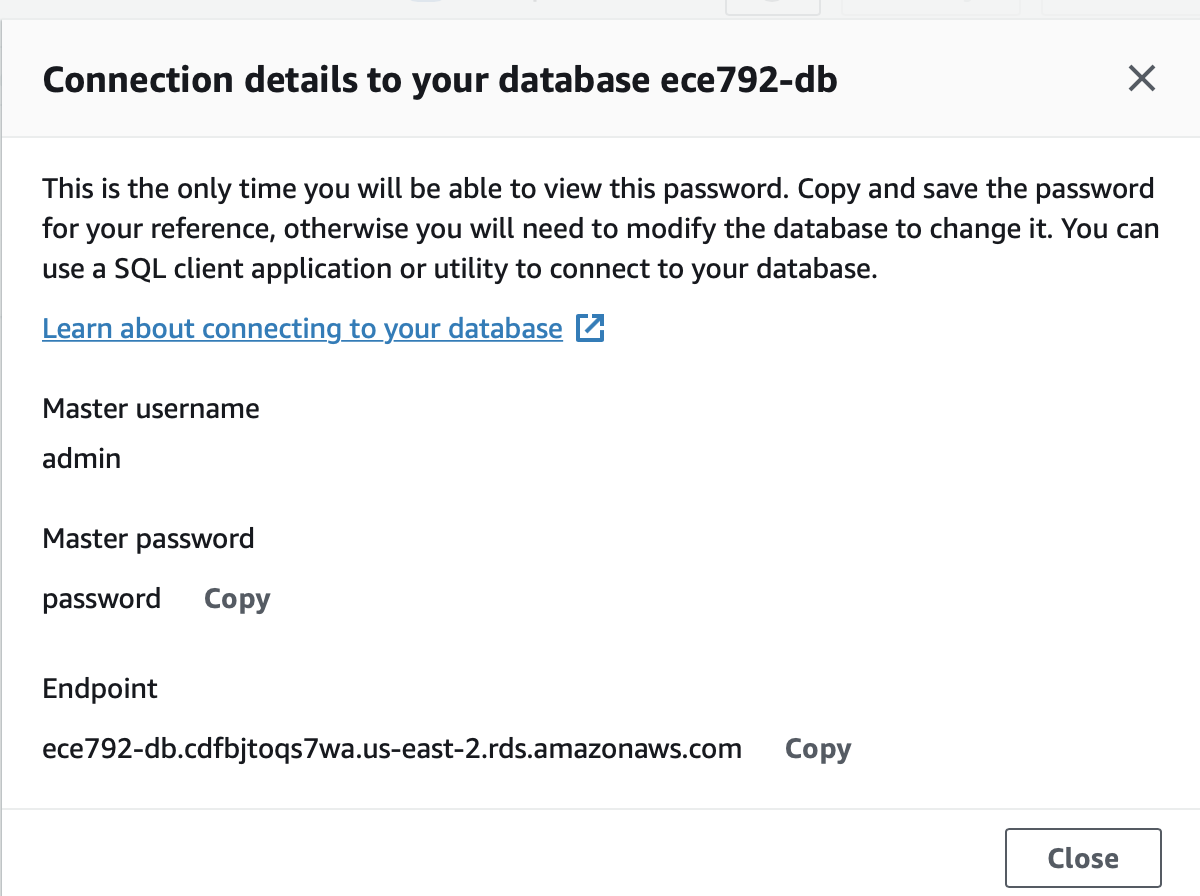 Connection details to your database ece792-db
This is the only time you will be able to view this password. Copy and save the password
for your reference, otherwise you will need to modify the database to change it. You can
use a SQL client application or utility to connect to your database.
Learn about connecting to your database
Master username
admin
Master password
password Copy
Endpoint
ece792-db.cdfbjtoqs7wa.us-east-2.rds.amazonaws.com Copy
Close